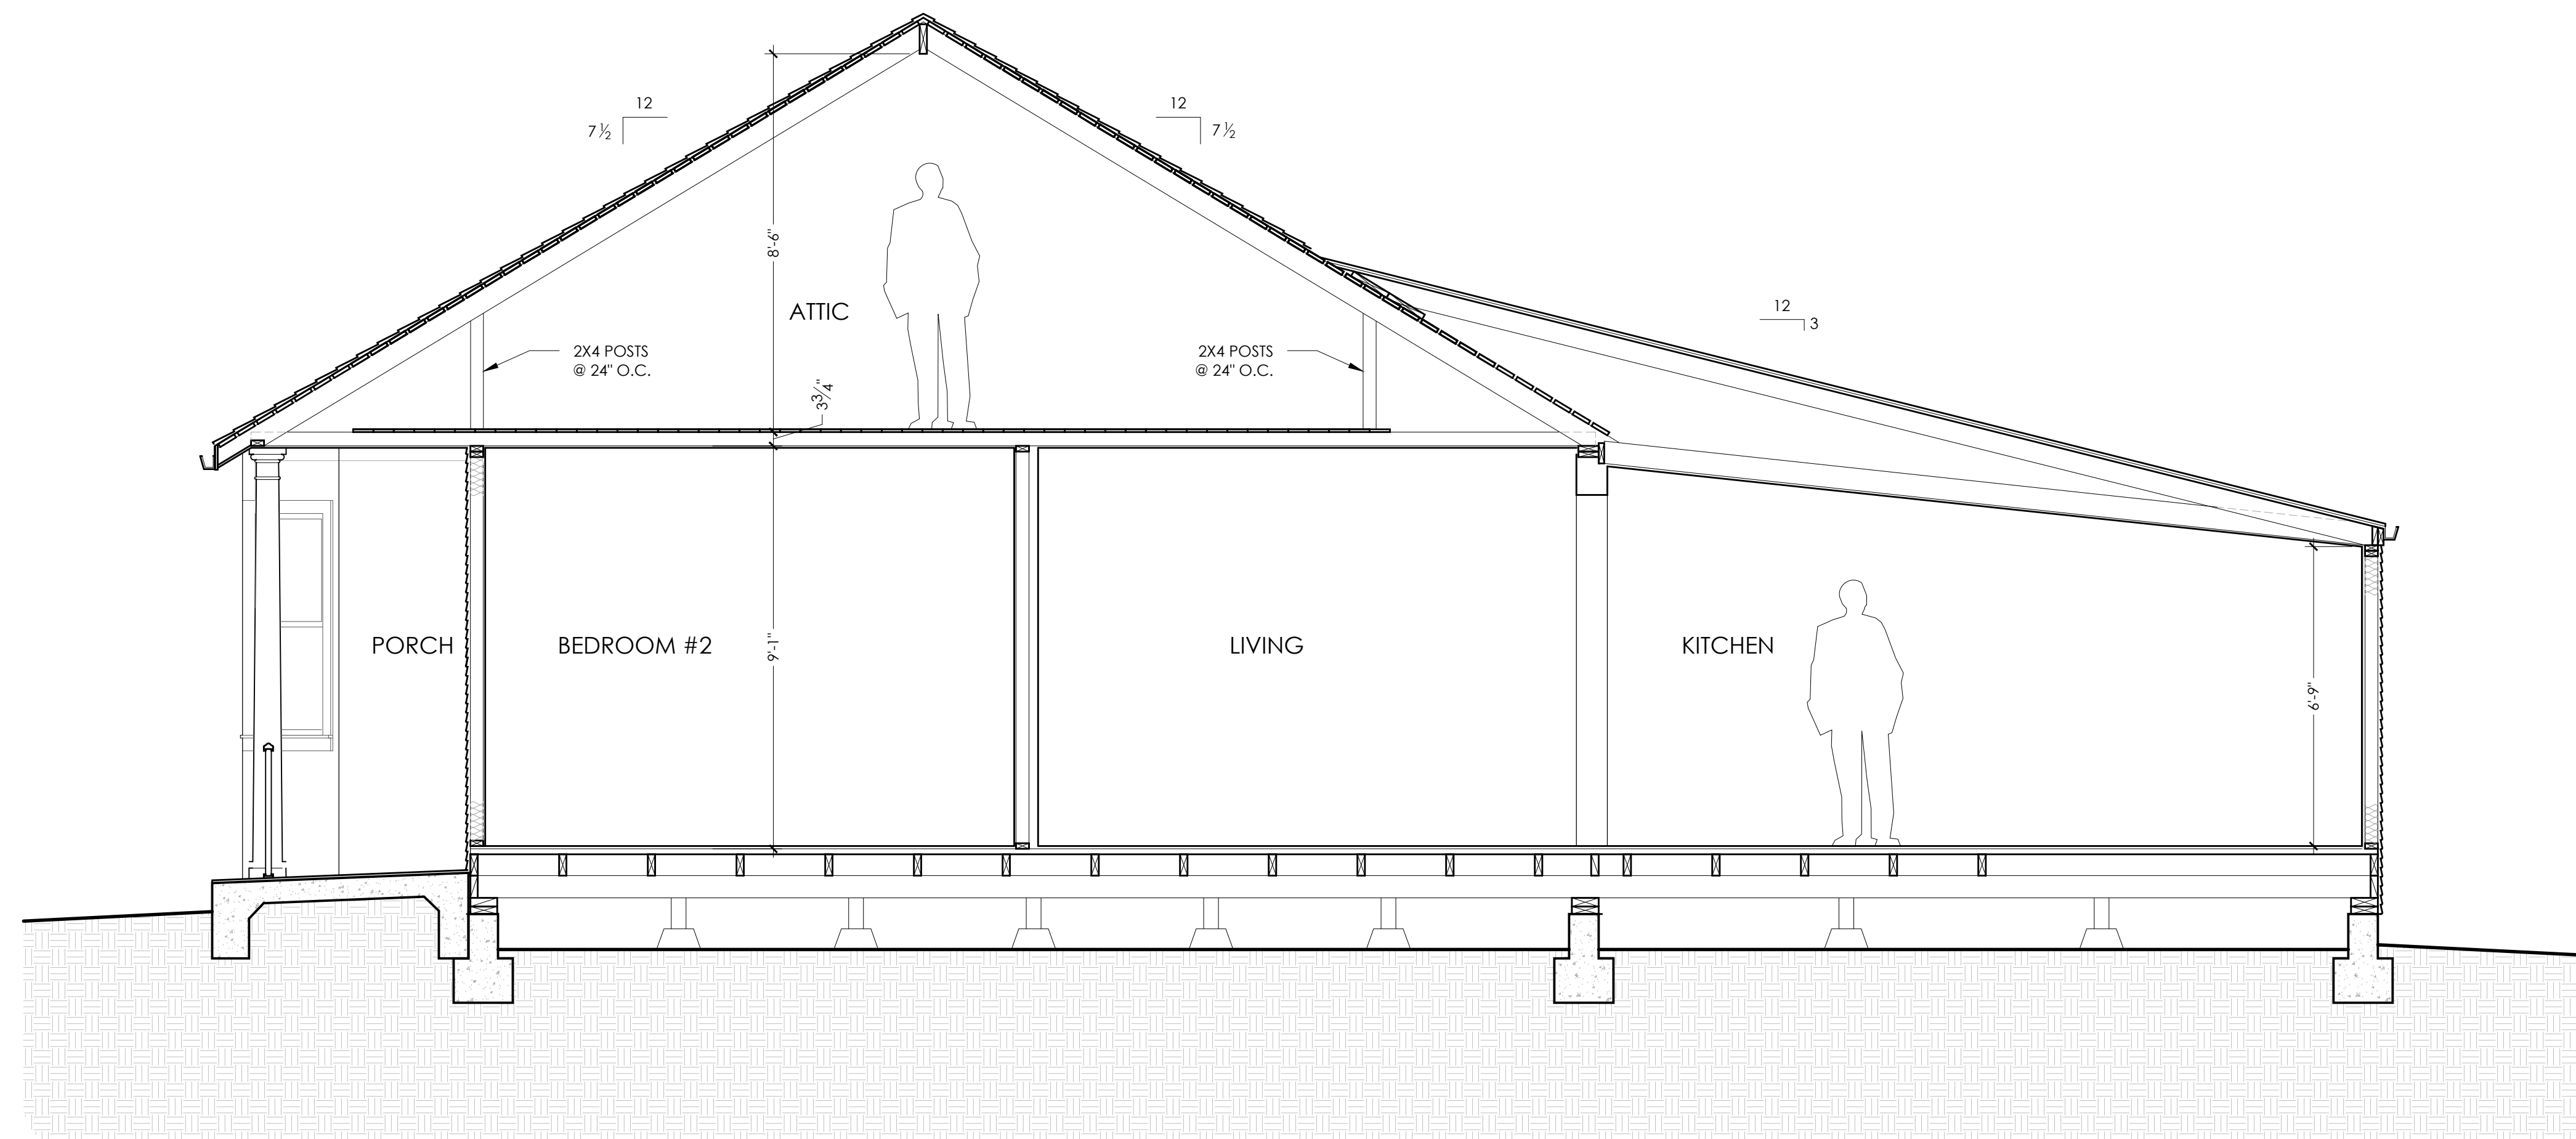 12
7 ½
12
7 ½
8'-6"
ATTIC
12
3
2X4 POSTS
@ 24" O.C.
2X4 POSTS
@ 24" O.C.
3¾"
PORCH
BEDROOM #2
9'-1"
LIVING
KITCHEN
6'-9"